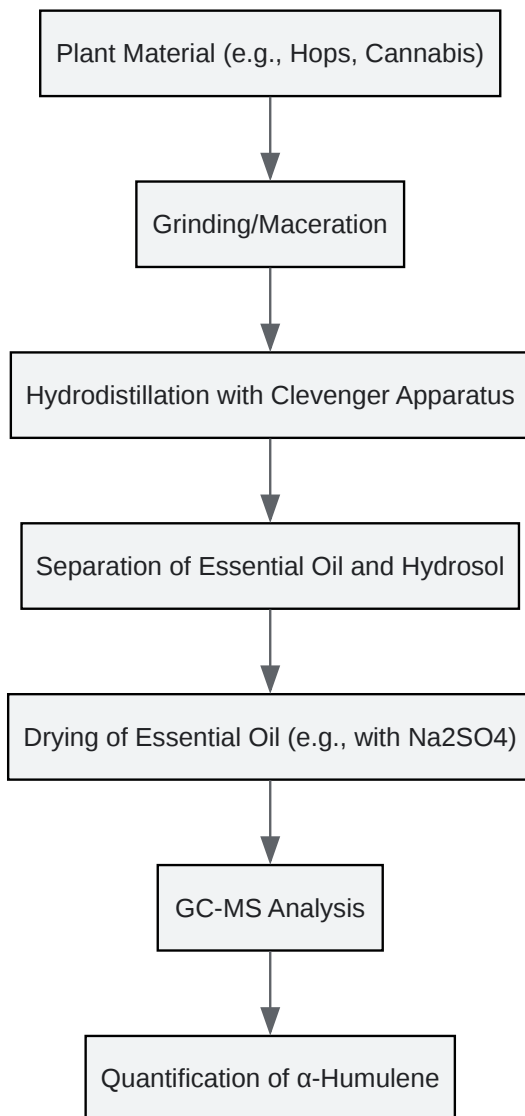 Plant Material (e.g., Hops, Cannabis)
Grinding/Maceration
Hydrodistillation with Clevenger Apparatus
Separation of Essential Oil and Hydrosol
Drying of Essential Oil (e.g., with Na2SO4)
GC-MS Analysis
Quantification of α-Humulene